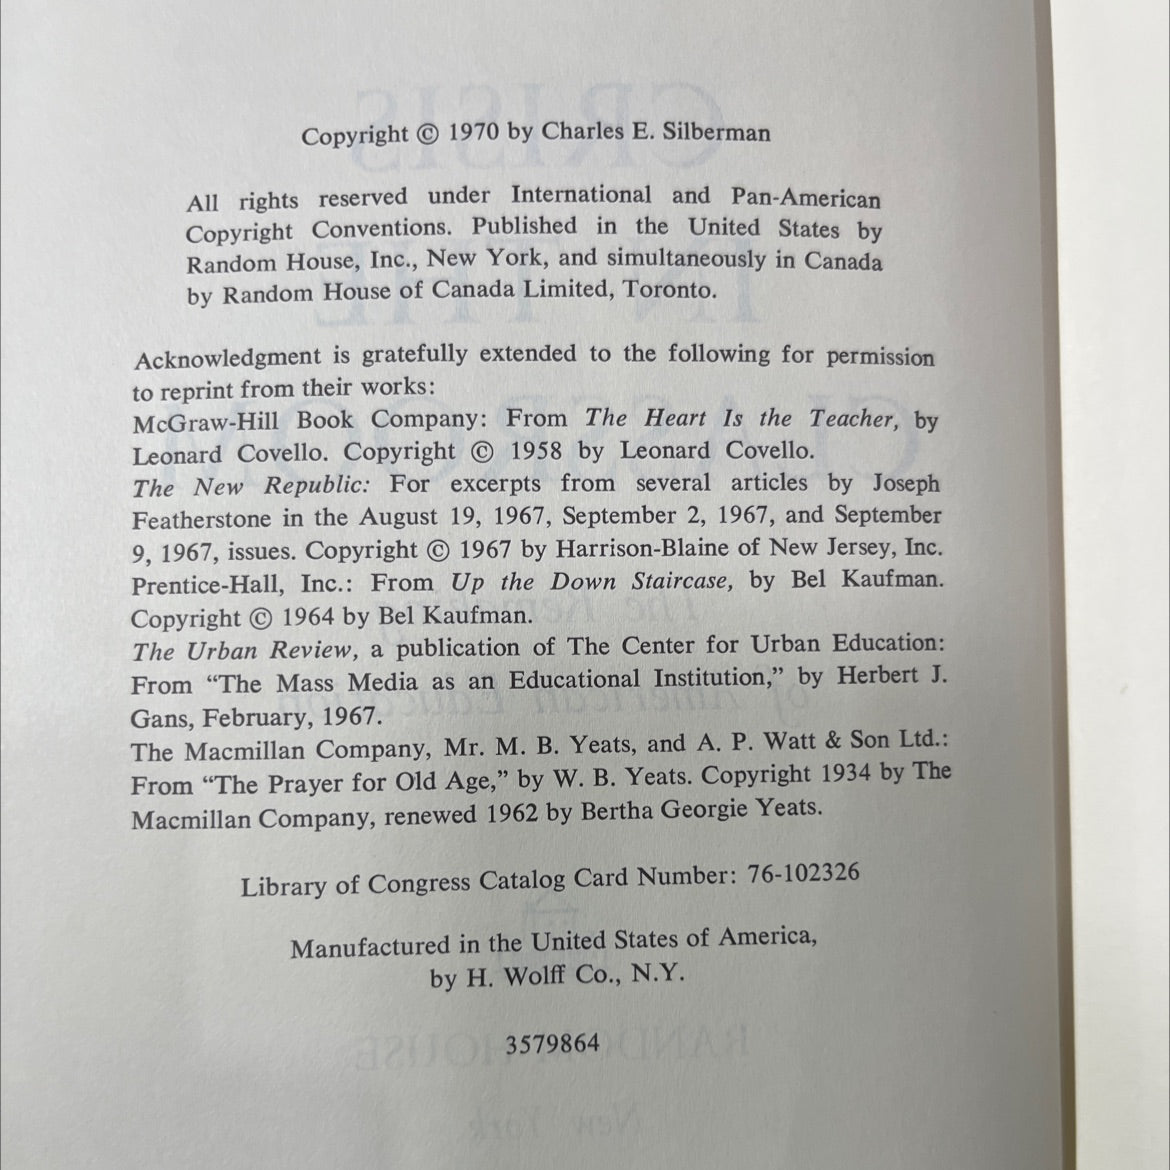 Copyright © 1970 by Charles E. Silberman
All rights reserved under International and Pan-American
Copyright Conventions. Published in the United States by
Random House, Inc., New York, and simultaneously in Canada
by Random House of Canada Limited, Toronto.
Acknowledgment is gratefully extended to the following for permission
to reprint from their works:
McGraw-Hill Book Company: From The Heart Is the Teacher, by
Leonard Covello. Copyright © 1958 by Leonard Covello.
The New Republic: For excerpts from several articles by Joseph
Featherstone in the August 19, 1967, September 2, 1967, and September
9, 1967, issues. Copyright © 1967 by Harrison-Blaine of New Jersey, Inc.
Prentice-Hall, Inc.: From Up the Down Staircase, by Bel Kaufman.
Copyright © 1964 by Bel Kaufman.
The Urban Review, a publication of The Center for Urban Education:
From “The Mass Media as an Educational Institution,” by Herbert J.
Gans, February, 1967.
The Macmillan Company, Mr. M. B. Yeats, and A. P. Watt & Son Ltd.:
From “The Prayer for Old Age,” by W. B. Yeats. Copyright 1934 by The
Macmillan Company, renewed 1962 by Bertha Georgie Yeats.
Library of Congress Catalog Card Number: 76-102326
Manufactured in the United States of America,
by H. Wolff Co., N.Y.
3579864